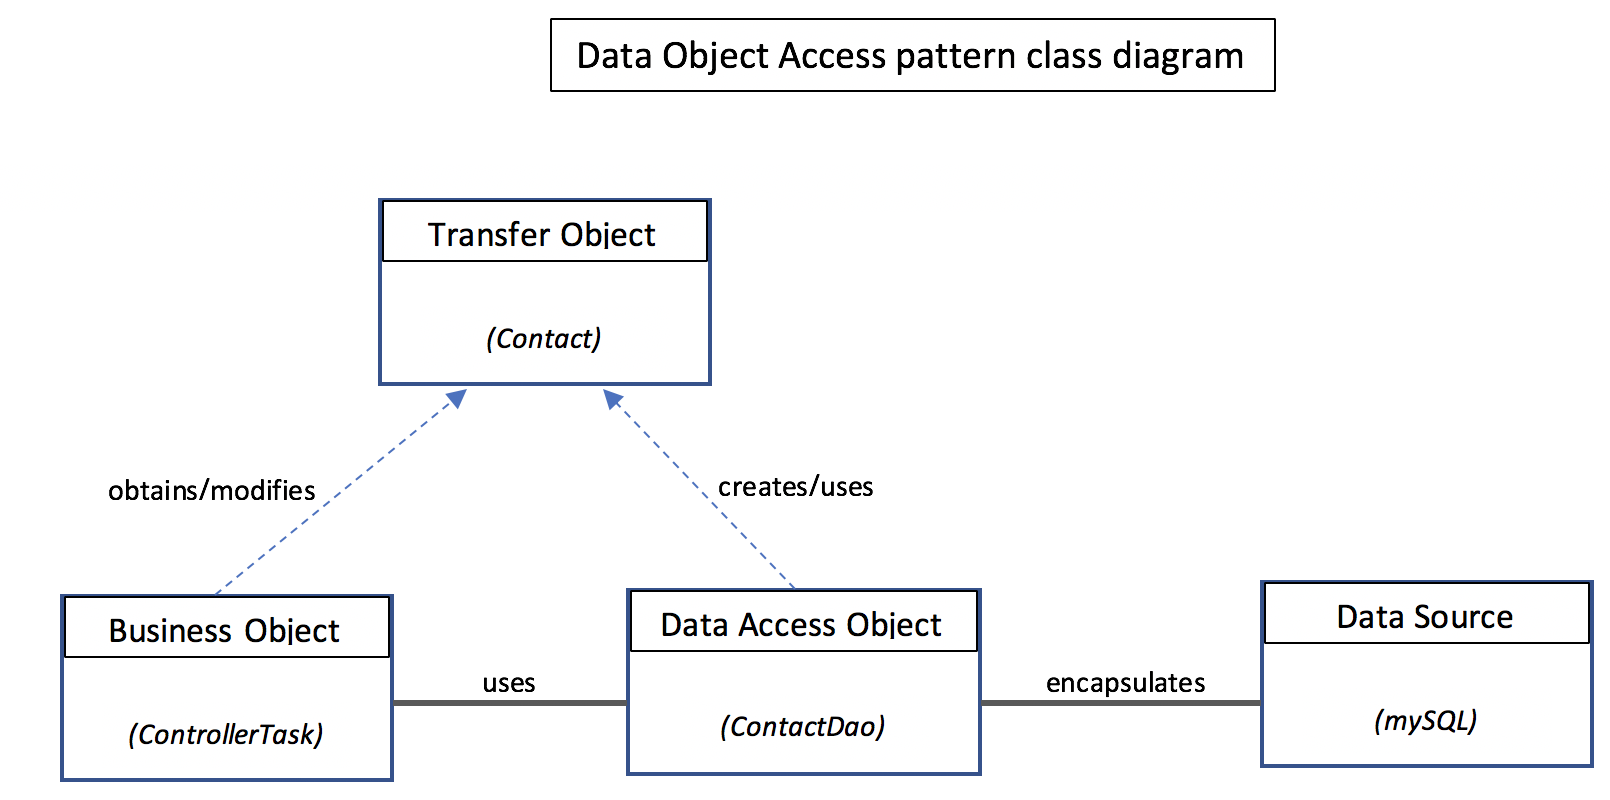 Data Object Access pattern class diagram
Transfer Object
(Contact)
obtains/modifies
creates/uses
Business Object
(ControllerTask)
uses
Data Access Object
(ContactDao)
encapsulates
Data Source
(mySQL)